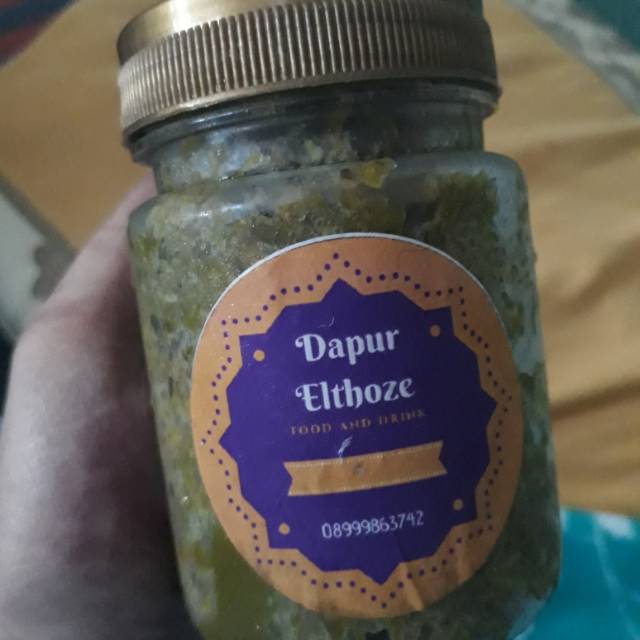 Dapur
Elthoze
FOOD AND DRINK
08999863742